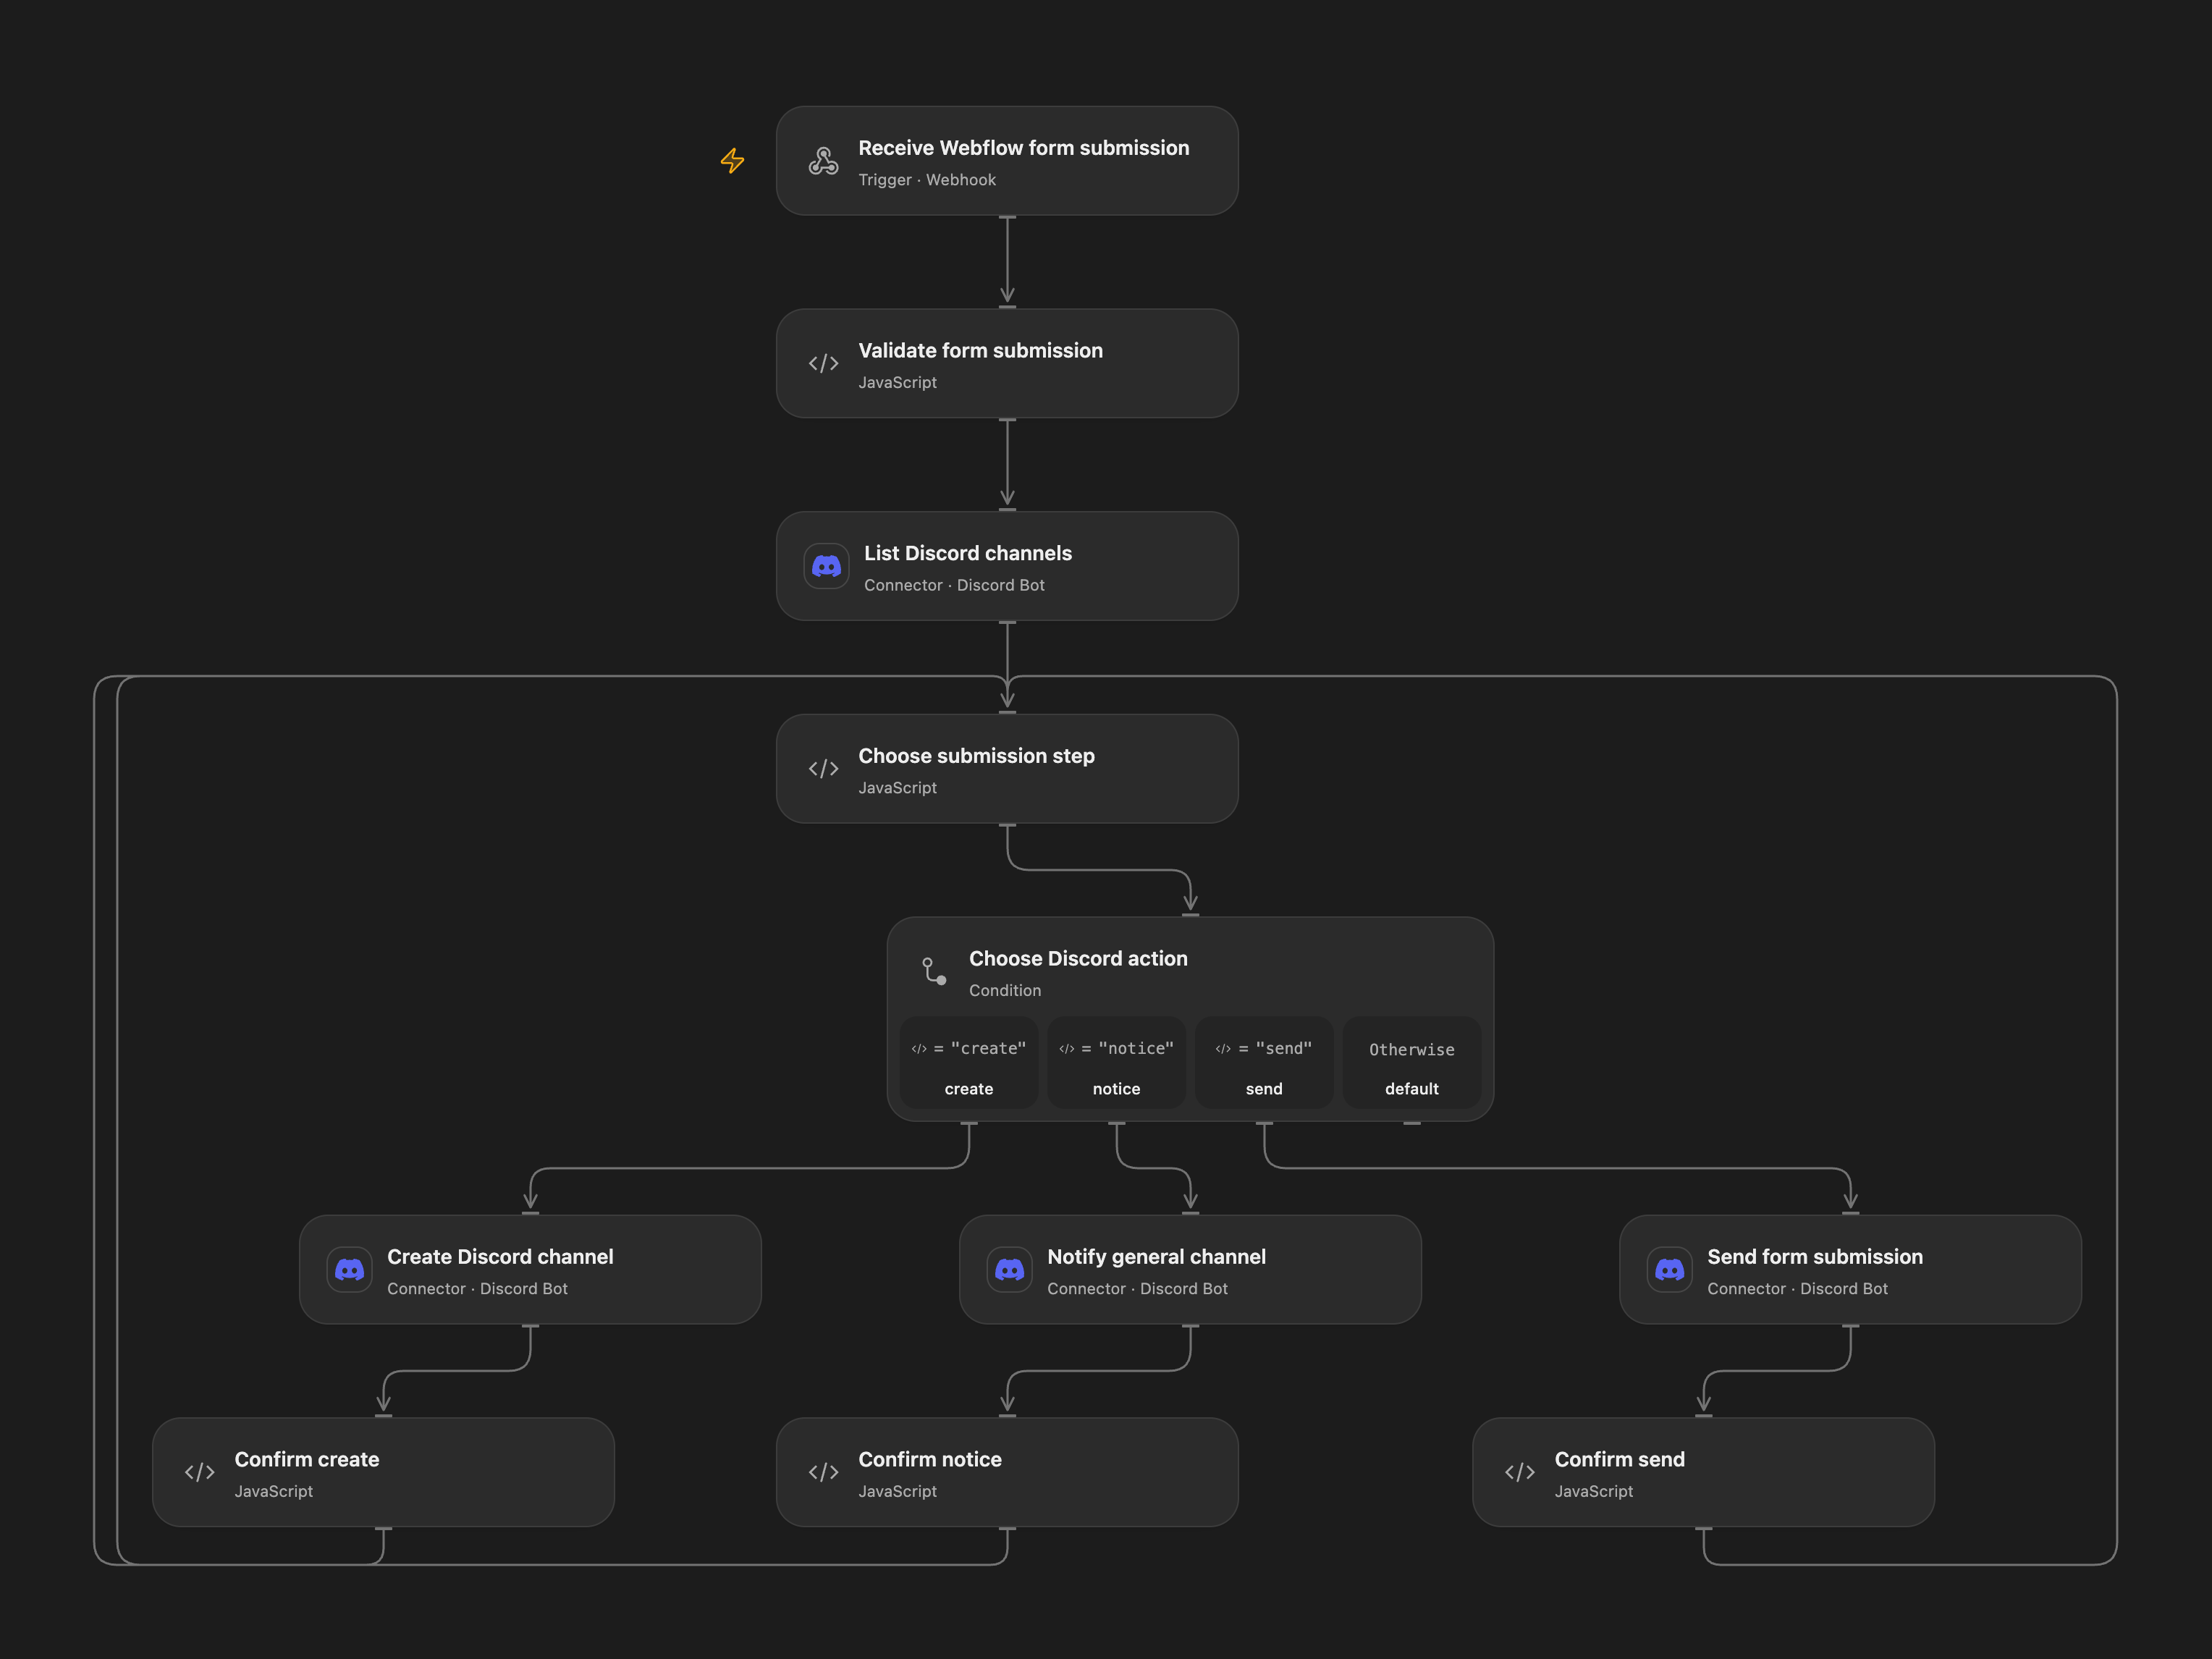 Receive Webflow form submission
Trigger · Webhook
Validate form submission
JavaScript
List Discord channels
Connector · Discord Bot
Choose submission step
JavaScript
Choose Discord action
Condition
</> = "create"
create
</> = "notice"
notice
</> = "send"
send
Otherwise
default
Create Discord channel
Connector · Discord Bot
Notify general channel
Connector · Discord Bot
Send form submission
Connector · Discord Bot
Confirm create
JavaScript
Confirm notice
JavaScript
Confirm send
JavaScript